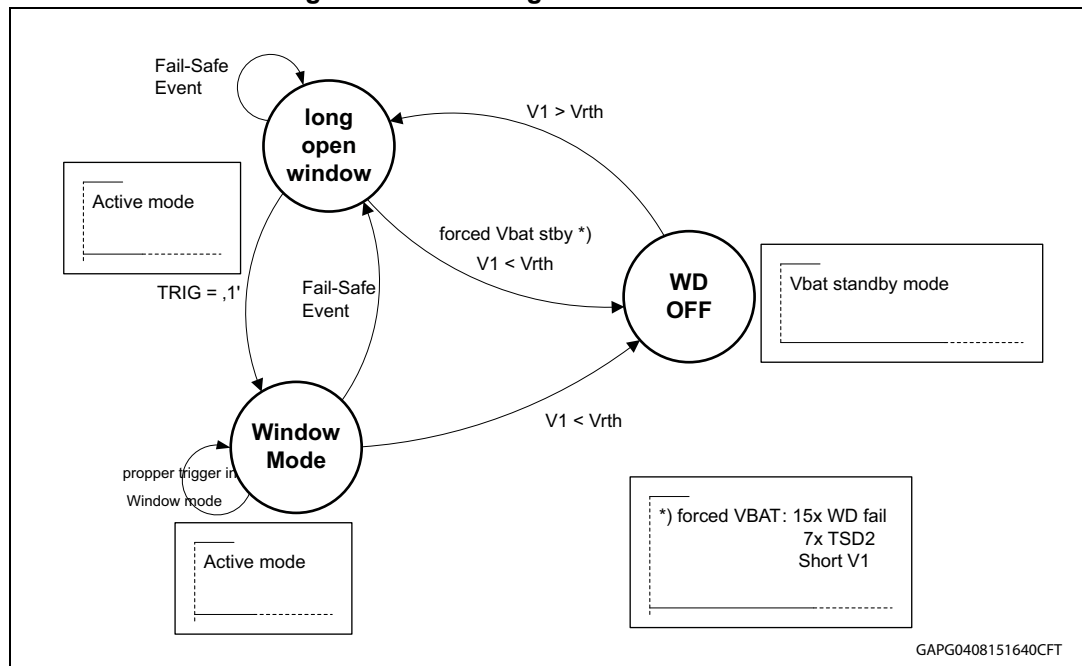 Fail-Safe
Event
long
open
window
V1 > Vrth
Active mode
forced Vbat stby *)
V1 < Vrth
WD
OFF
Vbat standby mode
TRIG = ‚1'
Fail-Safe
Event
V1 < Vrth
Window
Mode
propper trigger in
Window mode
Active mode
*) forced VBAT: 15x WD fail
7x TSD2
Short V1
GAPG0408151640CFT